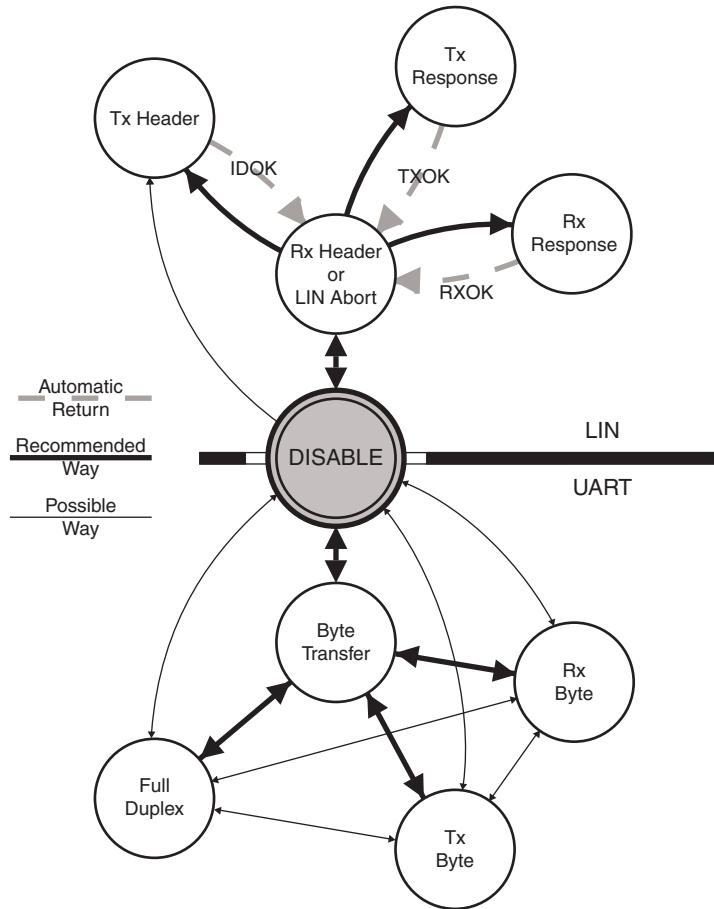 Tx
Response
Tx Header
IDOK
TXOK
Rx
Response
Rx Header
or
LIN Abort
RXOK
Automatic
Return
Recommended
Way
Possible
Way
DISABLE
LIN
UART
Byte
Transfer
Rx
Byte
Full
Duplex
Tx
Byte